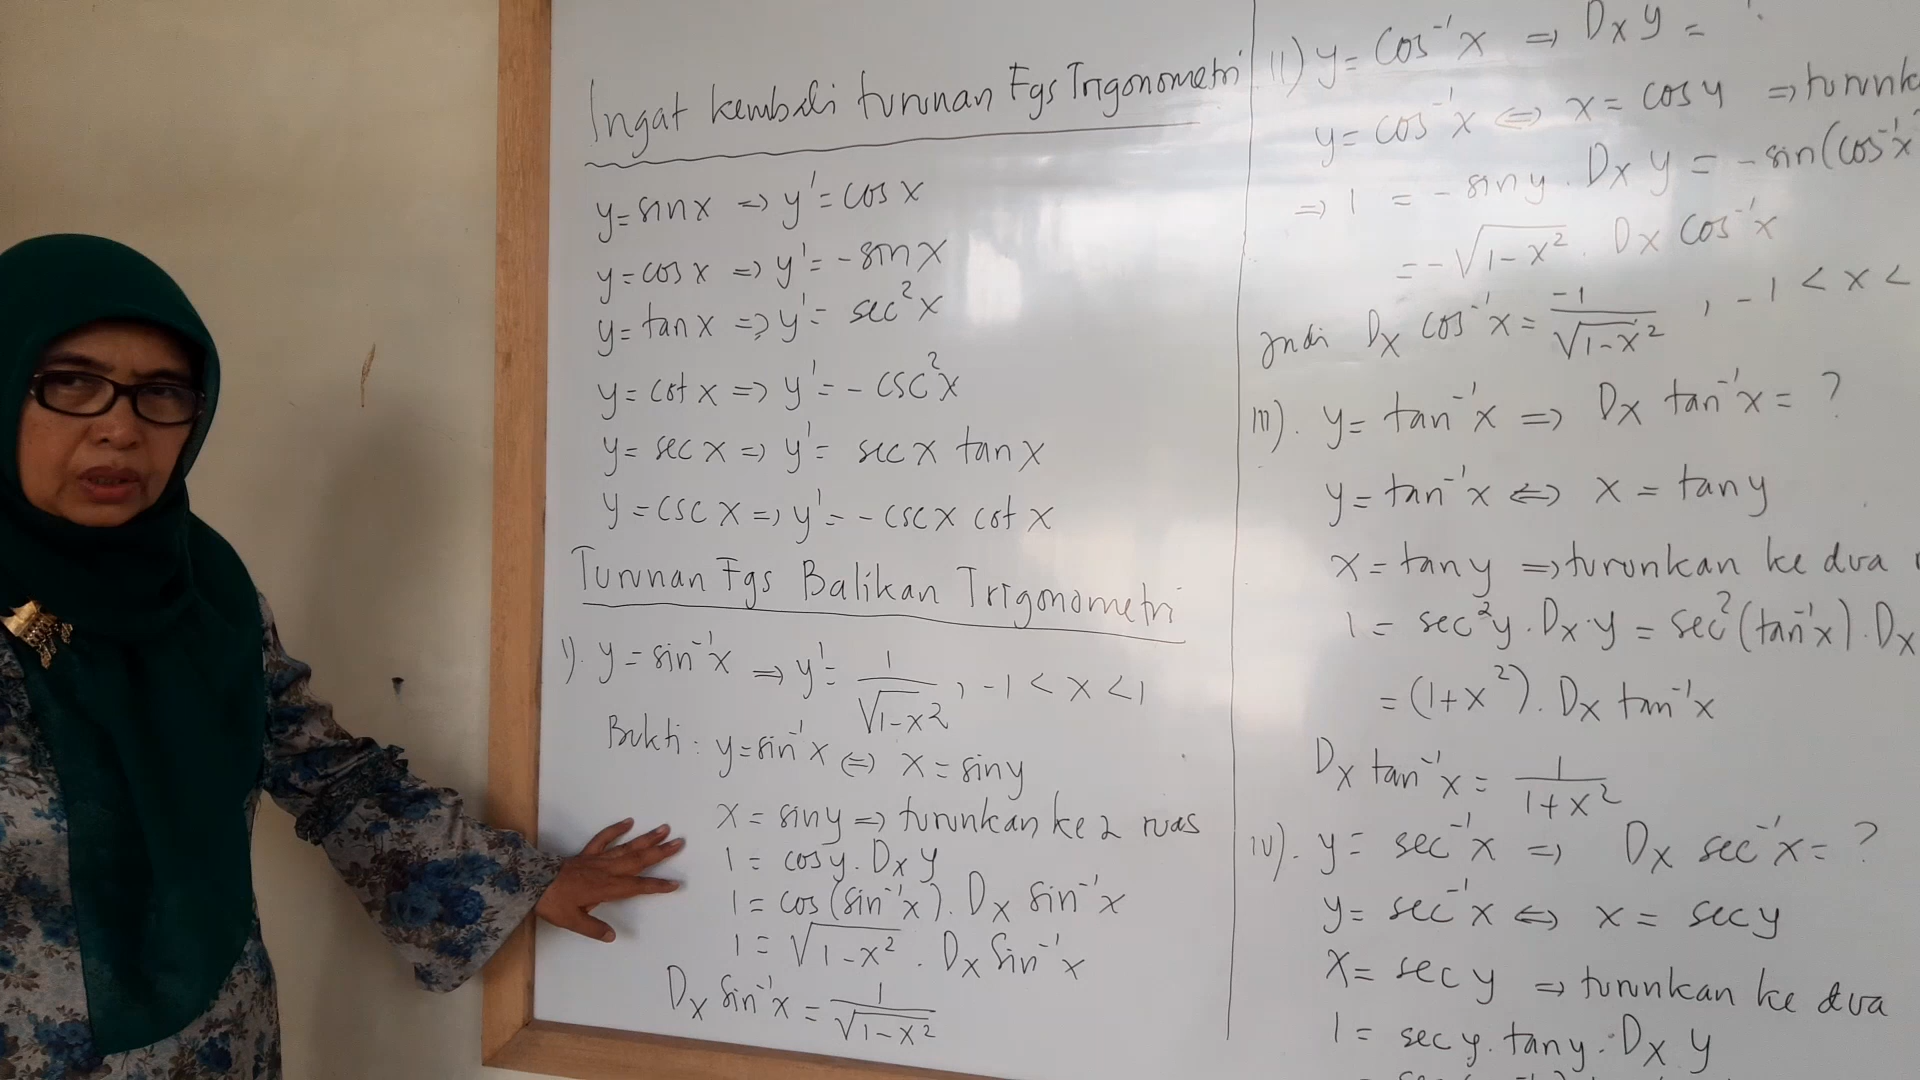 Ingat kembali turunan Fgs Trigonometri
y = sin x ⇒ y' = cos x
y = cos x ⇒ y' = - sin x
y = tan x ⇒ y' = sec² x
y = cot x ⇒ y' = - csc² x
y = sec x ⇒ y' = sec x tan x
y = csc x ⇒ y' = - csc x cot x
Turunan Fgs Balikan Trigonometri
i). y = sin⁻¹x ⇒ y' = 1/√(1-x²), -1 < x < 1
Bukti : y = sin⁻¹x ⇔ x = sin y
x = sin y ⇒ turunkan ke 2 ruas
1 = cos y . Dx y
1 = cos (sin⁻¹x) . Dx sin⁻¹x
1 = √(1-x²) . Dx sin⁻¹x
Dx sin⁻¹x = 1/√(1-x²)
ii) y = cos⁻¹x ⇒ Dx y =
y = cos⁻¹x ⇔ x = cos y ⇒ turunk
⇒ 1 = - sin y . Dx y = - sin(cos⁻¹x
= - √(1-x²) . Dx cos⁻¹x
Jadi Dx cos⁻¹x = -1/√(1-x²) , -1 < x <
iii). y = tan⁻¹x ⇒ Dx tan⁻¹x = ?
y = tan⁻¹x ⇔ x = tan y
x = tan y ⇒ turunkan ke dua
1 = sec²y . Dx y = sec²(tan⁻¹x) . Dx
= (1+x²) . Dx tan⁻¹x
Dx tan⁻¹x = 1/(1+x²)
iv). y = sec⁻¹x ⇒ Dx sec⁻¹x = ?
y = sec⁻¹x ⇔ x = sec y
x = sec y ⇒ turunkan ke dua
1 = sec y . tan y . Dx y